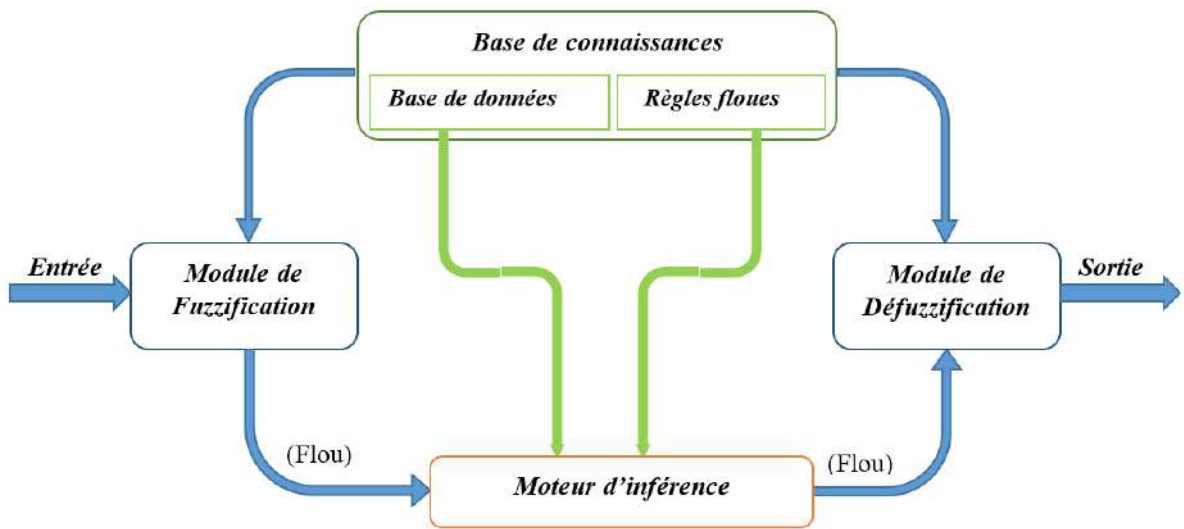 Base de connaissances
Base de données
Règles floues
Entrée
Module de
Fuzzification
Module de
Défuzzification
Sortie
(Flou)
(Flou)
Moteur d'inférence